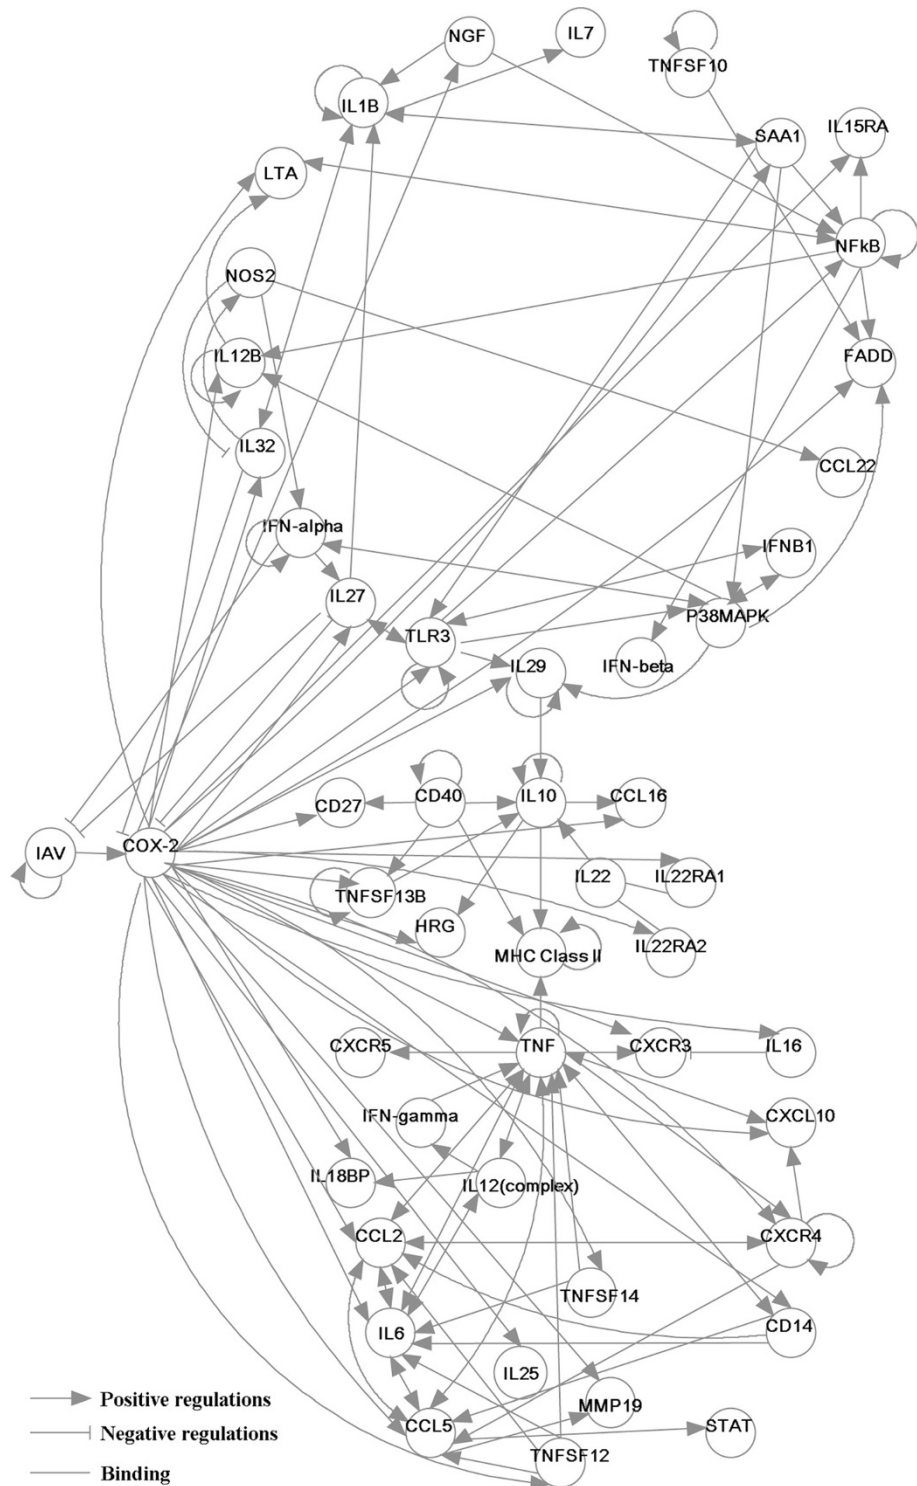 NGF
IL7
TNFSF10
IL1B
SAA1
IL15RA
LTA
NFkB
NOS2
IL12B
FADD
IL32
CCL22
IFN-alpha
IFNB1
IL27
TLR3
P38MAPK
IL29
IFN-beta
CD27
CD40
IL10
CCL16
IAV
COX-2
TNFSF13B
IL22
IL22RA1
HRG
MHC Class II
IL22RA2
CXCR5
TNF
CXCR3
IL16
IFN-gamma
CXCL10
IL18BP
IL12(complex)
CCL2
CXCR4
TNFSF14
IL6
CD14
IL25
Positive regulations
MMP19
CCL5
STAT
Negative regulations
TNFSF12
Binding